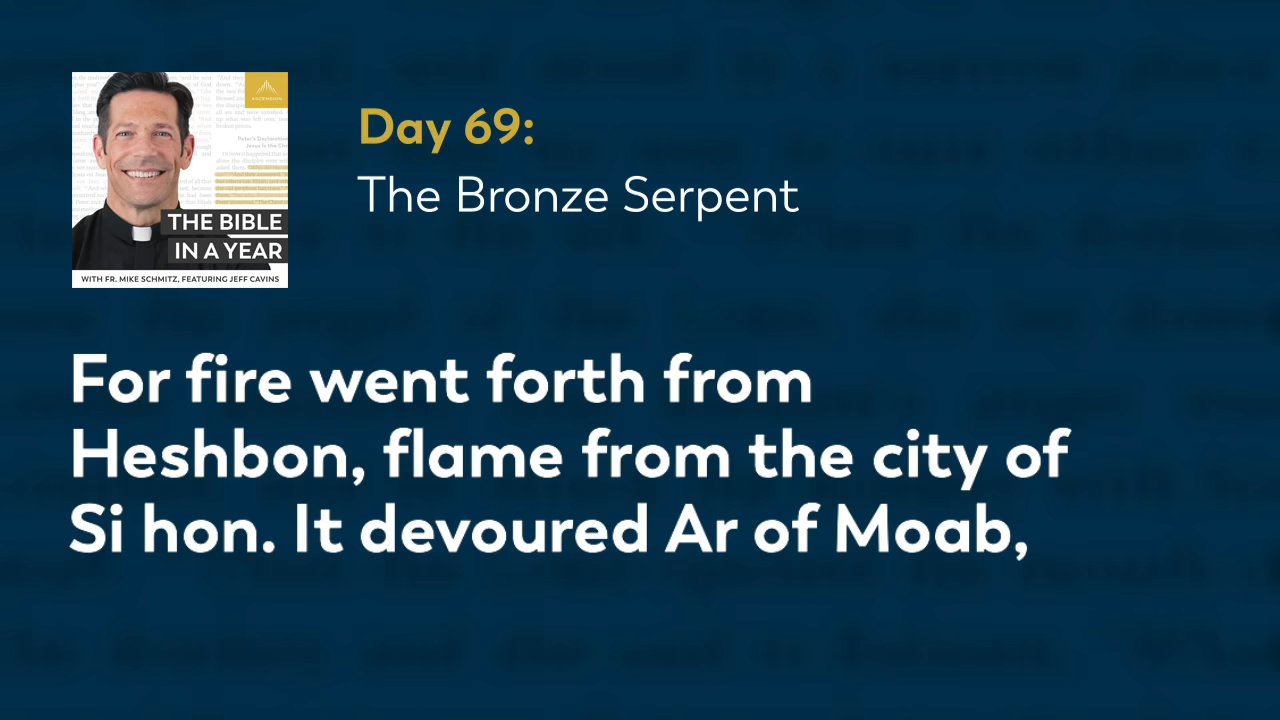 ASCENSION
THE BIBLE
IN A YEAR
WITH FR. MIKE SCHMITZ, FEATURING JEFF CAVINS
Day 69:
The Bronze Serpent
For fire went forth from
Heshbon, flame from the city of
Si hon. It devoured Ar of Moab,